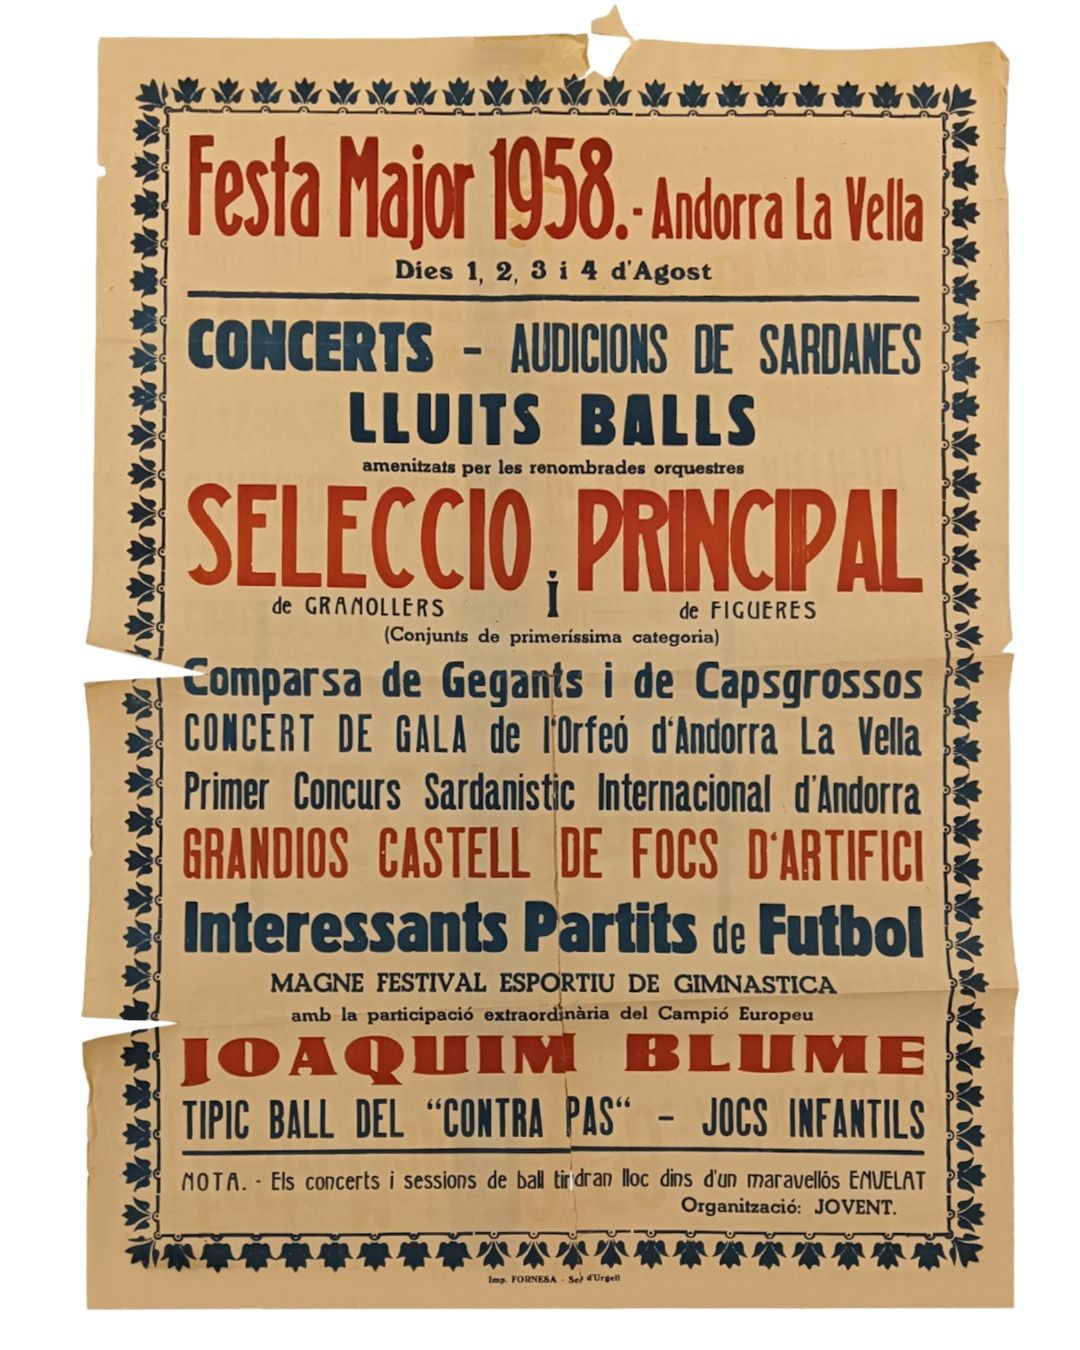 Festa Major 1958.- Andorra La Vella
Dies 1, 2, 3 i 4 d'Agost
CONCERTS - AUDICIONS DE SARDANES
LLUITS BALLS
amenitzats per les renombrades orquestres
SELECCIO i PRINCIPAL
de GRANOLLERS de FIGUERES
(Conjunts de primeríssima categoria)
Comparsa de Gegants i de Capsgrossos
CONCERT DE GALA de l'Orfeó d'Andorra La Vella
Primer Concurs Sardanistic Internacional d'Andorra
GRANDIOS CASTELL DE FOCS D'ARTIFICI
Interessants Partits de Futbol
MAGNE FESTIVAL ESPORTIU DE GIMNASTICA
amb la participació extraordinària del Campió Europeu
JOAQUIM BLUME
TIPIC BALL DEL “CONTRA PAS“ - JOCS INFANTILS
NOTA. - Els concerts i sessions de ball tindran lloc dins d'un maravellós ENVELAT
Organització: JOVENT.
Imp. FORNESA - d'Urgell